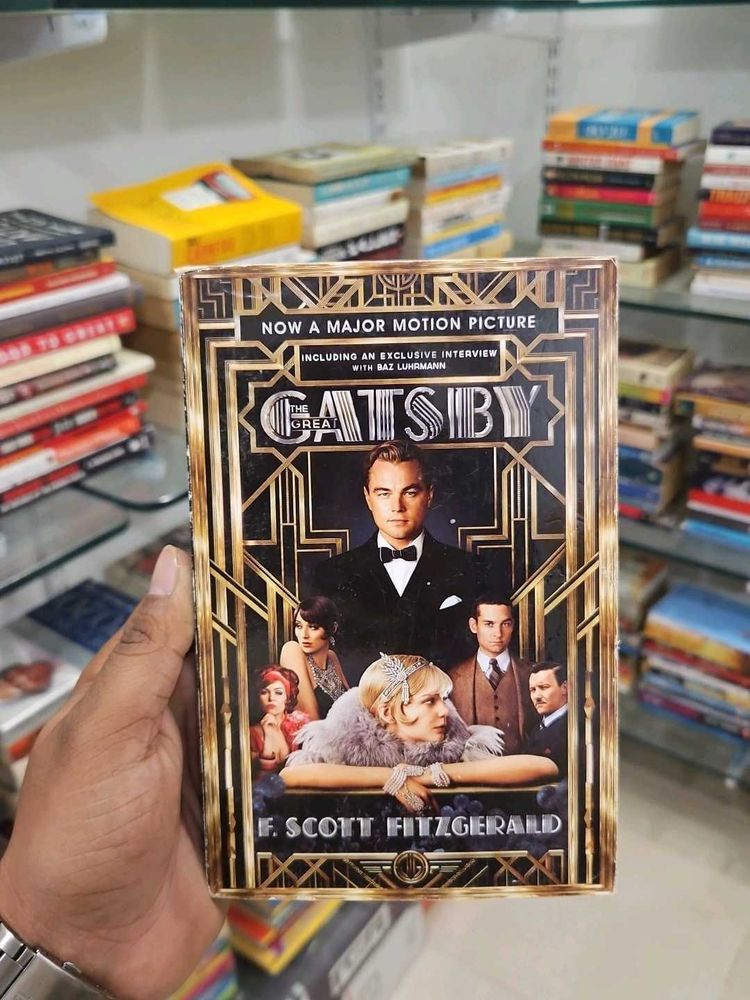 NOW A MAJOR MOTION PICTURE
INCLUDING AN EXCLUSIVE INTERVIEW
WITH BAZ LUHRMANN
THE
GREAT
GATSBY
F. SCOTT FITZGERALD